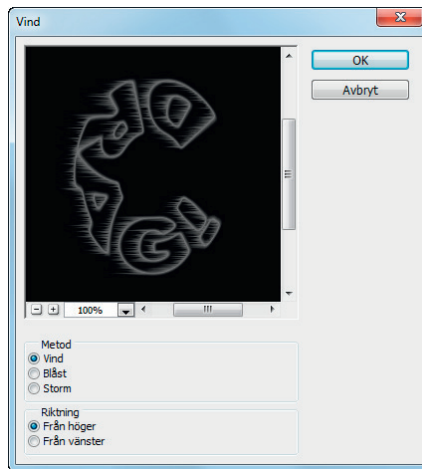 Vind
OK
Avbryt
100%
Metod
Vind
Blåst
Storm
Riktning
Från höger
Från vänster